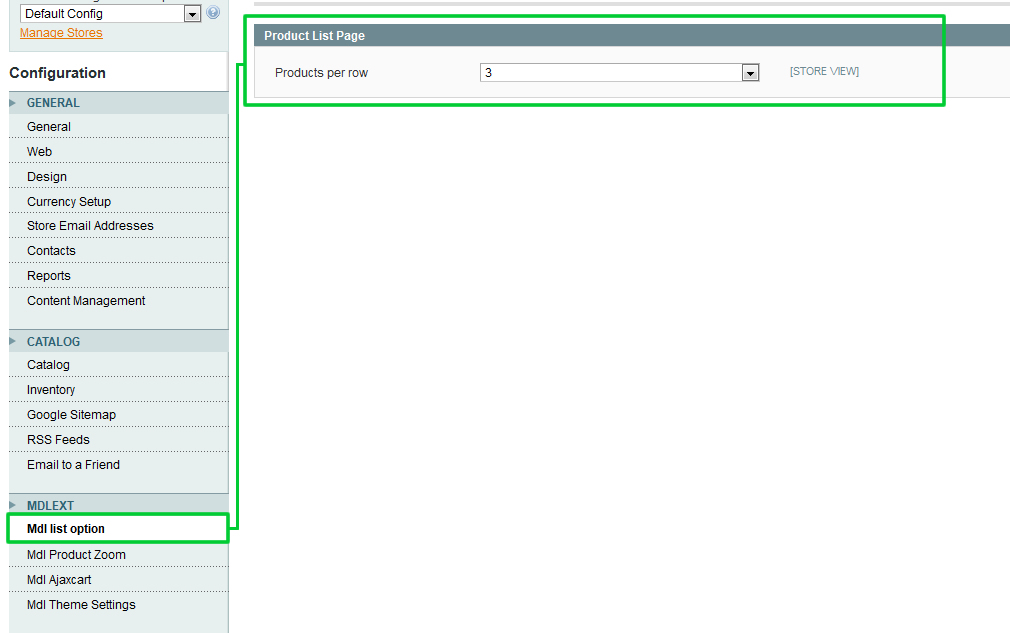 Default Config
Manage Stores
Configuration
GENERAL
General
Web
Design
Currency Setup
Store Email Addresses
Contacts
Reports
Content Management
CATALOG
Catalog
Inventory
Google Sitemap
RSS Feeds
Email to a Friend
MDLEXT
Mdl list option
Mdl Product Zoom
Mdl Ajaxcart
Mdl Theme Settings
Product List Page
Products per row 3 [STORE VIEW]